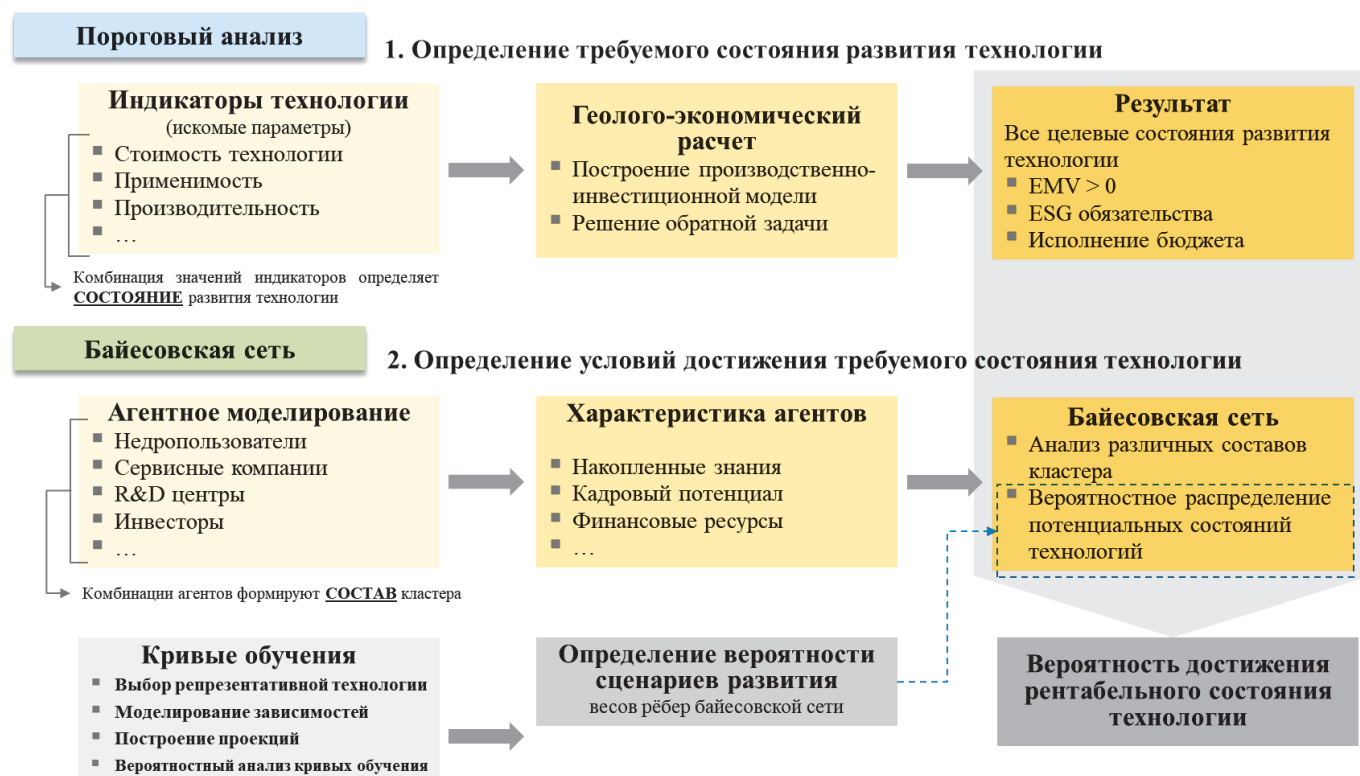 Пороговый анализ
1. Определение требуемого состояния развития технологии
Индикаторы технологии
(искомые параметры)
Стоимость технологии
Применимость
Производительность
…
Комбинация значений индикаторов определяет
СОСТОЯНИЕ развития технологии
Геолого-экономический
расчет
Построение производственно-
инвестиционной модели
Решение обратной задачи
Результат
Все целевые состояния развития
технологии
EMV > 0
ESG обязательства
Исполнение бюджета
Байесовская сеть
2. Определение условий достижения требуемого состояния технологии
Агентное моделирование
Недропользователи
Сервисные компании
R&D центры
Инвесторы
…
Комбинации агентов формируют СОСТАВ кластера
Характеристика агентов
Накопленные знания
Кадровый потенциал
Финансовые ресурсы
…
Байесовская сеть
Анализ различных составов
кластера
Вероятностное распределение
потенциальных состояний
технологий
Кривые обучения
Выбор репрезентативной технологии
Моделирование зависимостей
Построение проекций
Вероятностный анализ кривых обучения
Определение вероятности
сценариев развития
весов рёбер байесовской сети
Вероятность достижения
рентабельного состояния
технологии